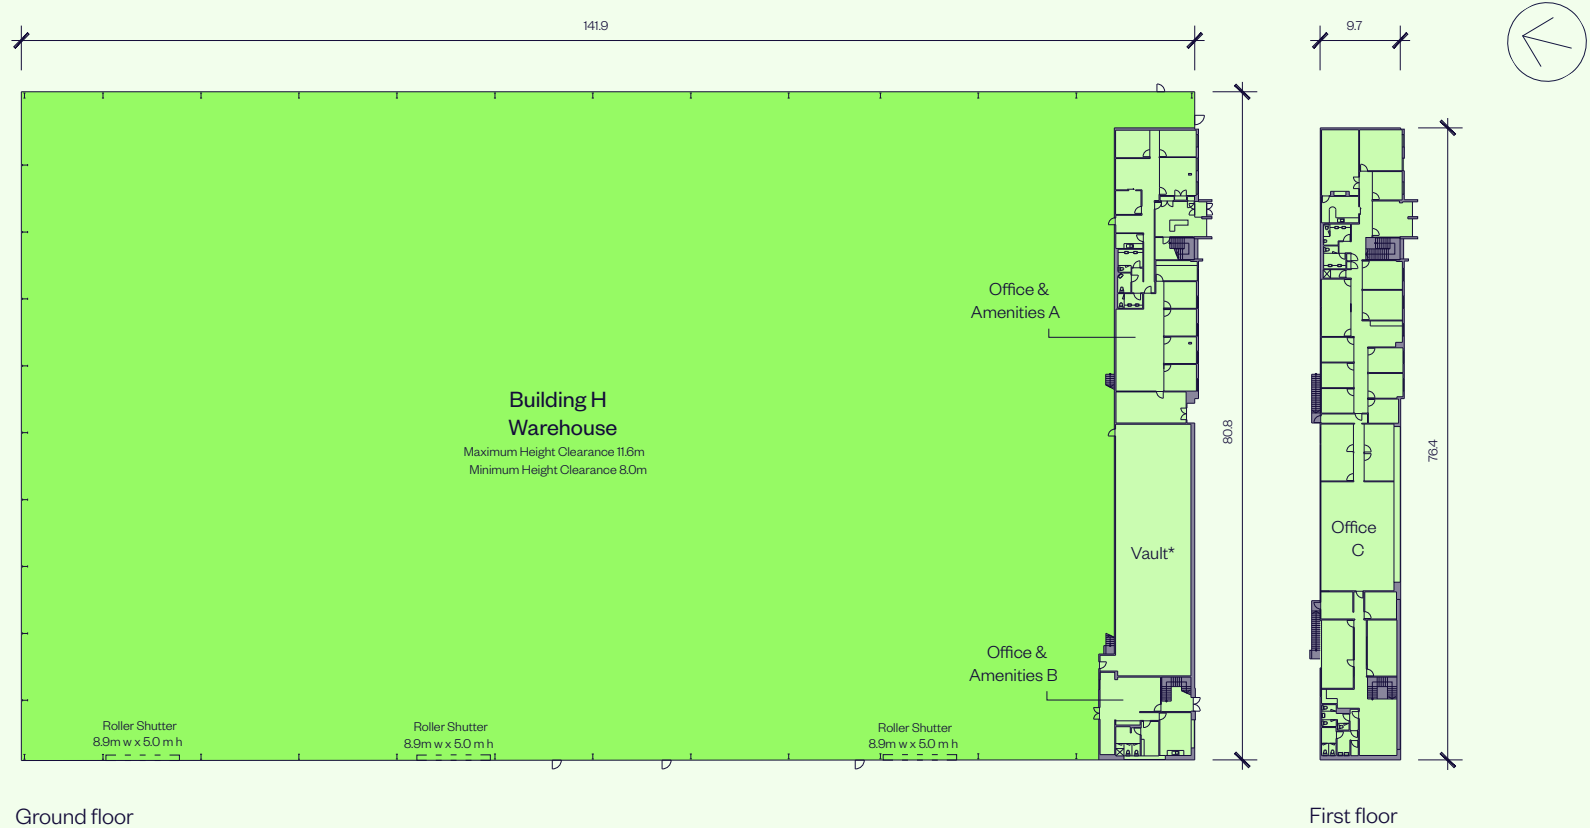 141.9
9.7
Office &
Amenities A
Building H
Warehouse
Maximum Height Clearance 11.6m
Minimum Height Clearance 8.0m
80.8
76.4
Vault*
Office
C
Office &
Amenities B
Roller Shutter
8.9m w x 5.0 m h
Roller Shutter
8.9m w x 5.0 m h
Roller Shutter
8.9m w x 5.0 m h
Ground floor
First floor